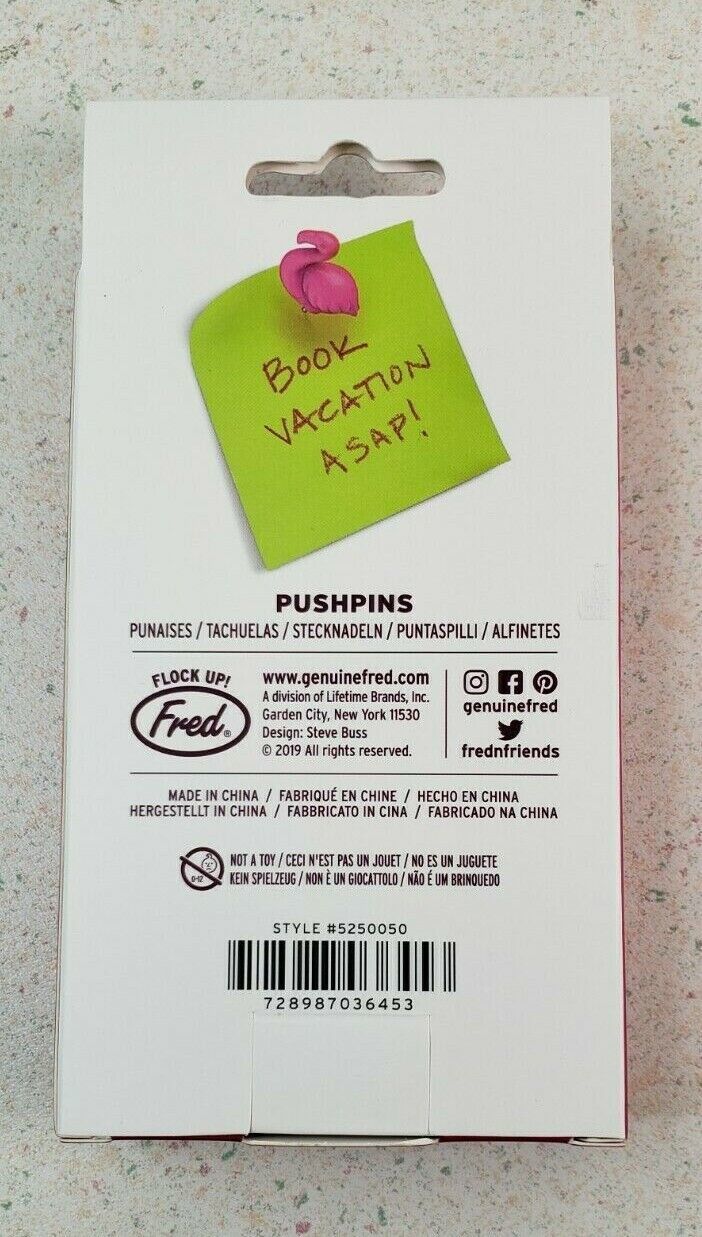 BOOK
VACATION
ASAP!
PUSHPINS
PUNAISES / TACHUELAS / STECKNADELN / PUNTASPILLI / ALFINETES
FLOCK UP!
Fred®
www.genuinefred.com
A division of Lifetime Brands, Inc.
Garden City, New York 11530
Design: Steve Buss
© 2019 All rights reserved.
genuinefred
frednfriends
MADE IN CHINA / FABRIQUÉ EN CHINE / HECHO EN CHINA
HERGESTELLT IN CHINA / FABBRICATO IN CINA / FABRICADO NA CHINA
0-12
NOT A TOY / CECI N'EST PAS UN JOUET / NO ES UN JUGUETE
KEIN SPIELZEUG / NON È UN GIOCATTOLO / NÃO É UM BRINQUEDO
STYLE #5250050
728987036453